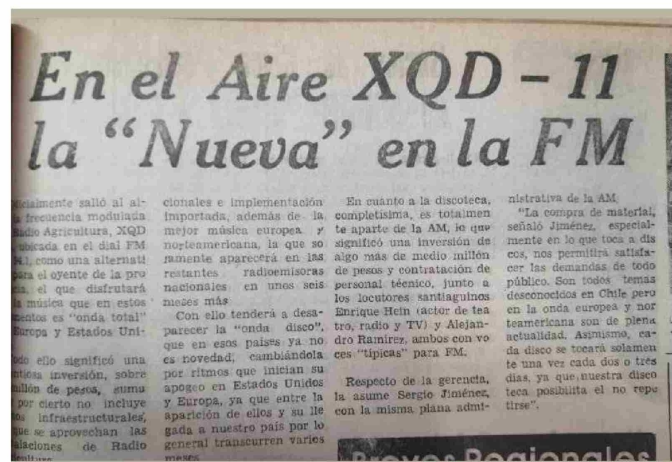 En el Aire XQD - 11
la "Nueva" en la FM
salió al ai-
frecuencia modulada
Radio Agricultura, XQD
ubicada en el dial FM
como una alternati
para el oyente de la pro
el que disfrutará
la música que en estos
es "onda total"
Europa y Estados Uni-
ello significó una
inversión, sobre
de pesos, suma
por cierto no incluye
infraestructurales,
que se aprovechan las
de Radio
cionales e implementación
importada, además de la
mejor música europea y
norteamericana, la que so
lamente aparecerá en las
restantes radioemisoras
nacionales en unos seis
meses más
Con ello tenderá a desa-
parecer la "onda disco",
que en esos países ya no
es novedad, cambiándola
por ritmos que inician su
apogeo en Estados Unidos
y Europa, ya que entre la
aparición de ellos y su lle
gada a nuestro país por lo
general transcurren varios
meses
En cuanto a la discoteca,
completísima, es totalmen
te aparte de la AM, lo que
significó una inversión de
algo más de medio millón
de pesos y contratación de
personal técnico, junto a
los locutores santiaguinos
Enrique Hein (actor de tea
tro, radio y TV) y Alejan-
dro Ramírez, ambos con vo
ces "típicas" para FM.
Respecto de la gerencia,
la asume Sergio Jiménez,
con la misma plana admi-
nistrativa de la AM.
"La compra de material,
señaló Jiménez, especial-
mente en lo que toca a dis
cos, nos permitirá satisfa-
cer las demandas de todo
público. Son todos temas
desconocidos en Chile pero
en la onda europea y nor
teamericana son de plena
actualidad. Asimismo, ca-
da disco se tocará solamen
te una vez cada dos o tres
días, ya que nuestra disco
teca posibilita el no repe
tirse".
Breves Regionales